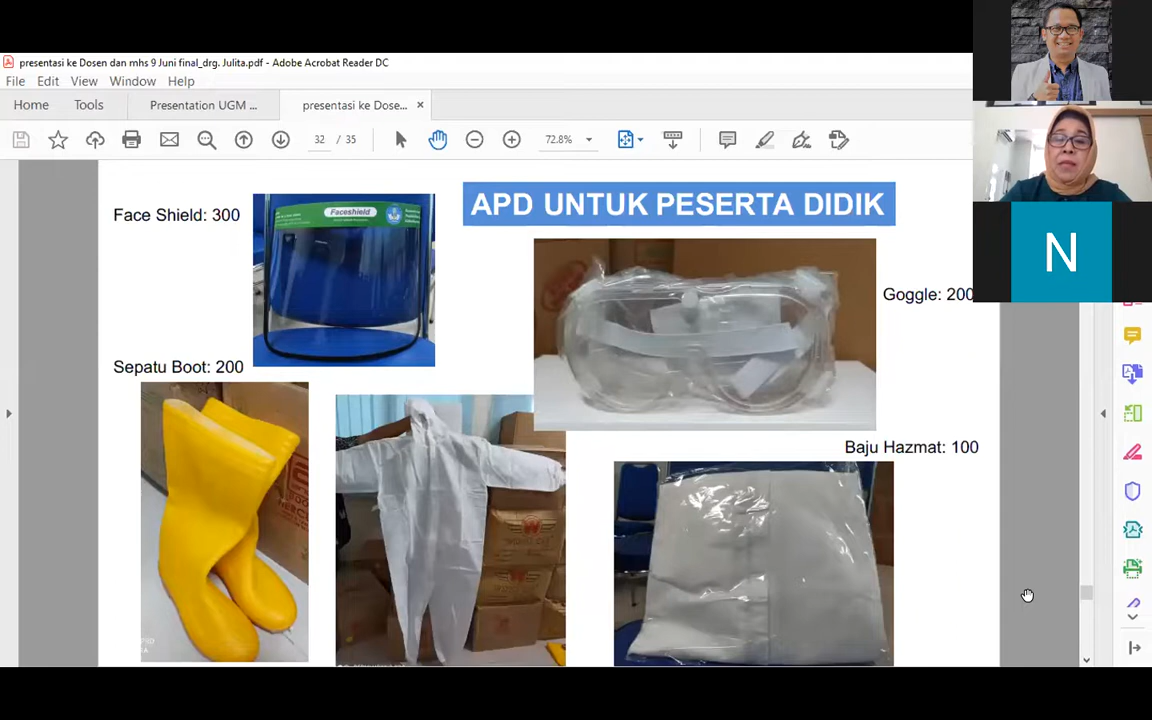 presentasi ke Dosen dan mhs 9 Juni final_drg. Julita.pdf - Adobe Acrobat Reader DC
File Edit View Window Help
Home Tools Presentation UGM ... presentasi ke Dose... ×
32 / 35 72.8%
APD UNTUK PESERTA DIDIK
Face Shield: 300
Faceshield
Goggle: 200
Sepatu Boot: 200
Baju Hazmat: 100
N